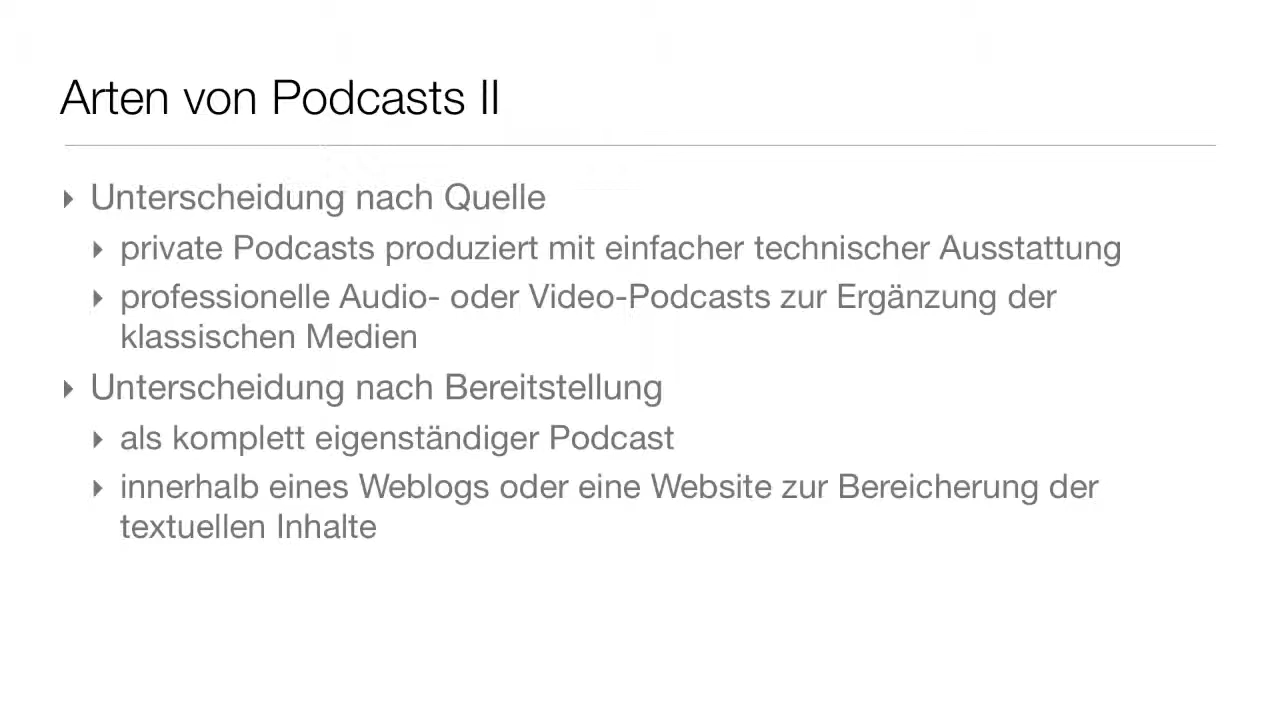 Arten von Podcasts II
Unterscheidung nach Quelle
private Podcasts produziert mit einfacher technischer Ausstattung
professionelle Audio- oder Video-Podcasts zur Ergänzung der
klassischen Medien
Unterscheidung nach Bereitstellung
als komplett eigenständiger Podcast
innerhalb eines Weblogs oder eine Website zur Bereicherung der
textuellen Inhalte